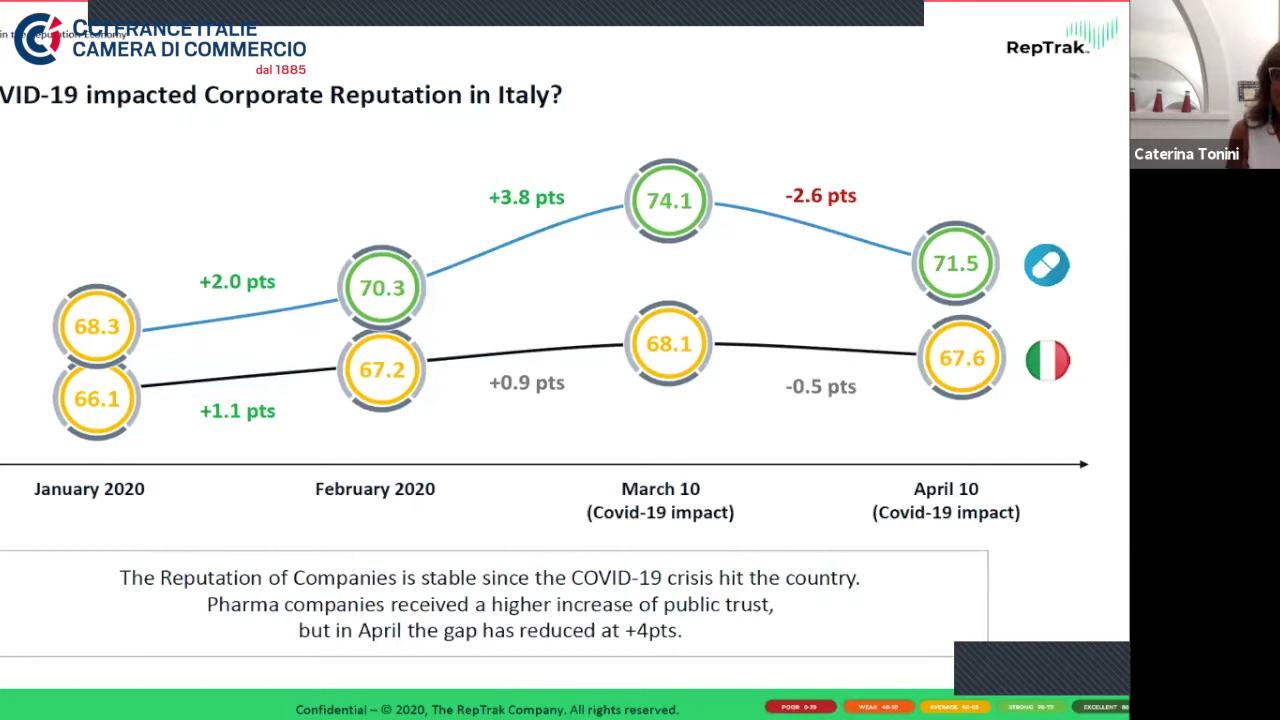 in the Reputation Economy
CCI FRANCE ITALIE
CAMERA DI COMMERCIO
dal 1885
RepTrak
VID-19 impacted Corporate Reputation in Italy?
Caterina Tonini
+3.8 pts
74.1
-2.6 pts
+2.0 pts
70.3
71.5
68.3
68.1
67.6
67.2
66.1
+0.9 pts
-0.5 pts
+1.1 pts
January 2020
February 2020
March 10
(Covid-19 impact)
April 10
(Covid-19 impact)
The Reputation of Companies is stable since the COVID-19 crisis hit the country.
Pharma companies received a higher increase of public trust,
but in April the gap has reduced at +4pts.
Confidential – © 2020, The RepTrak Company. All rights reserved.
POOR 0-39
WEAK 40-59
AVERAGE 60-69
STRONG 70-79
EXCELLENT 80